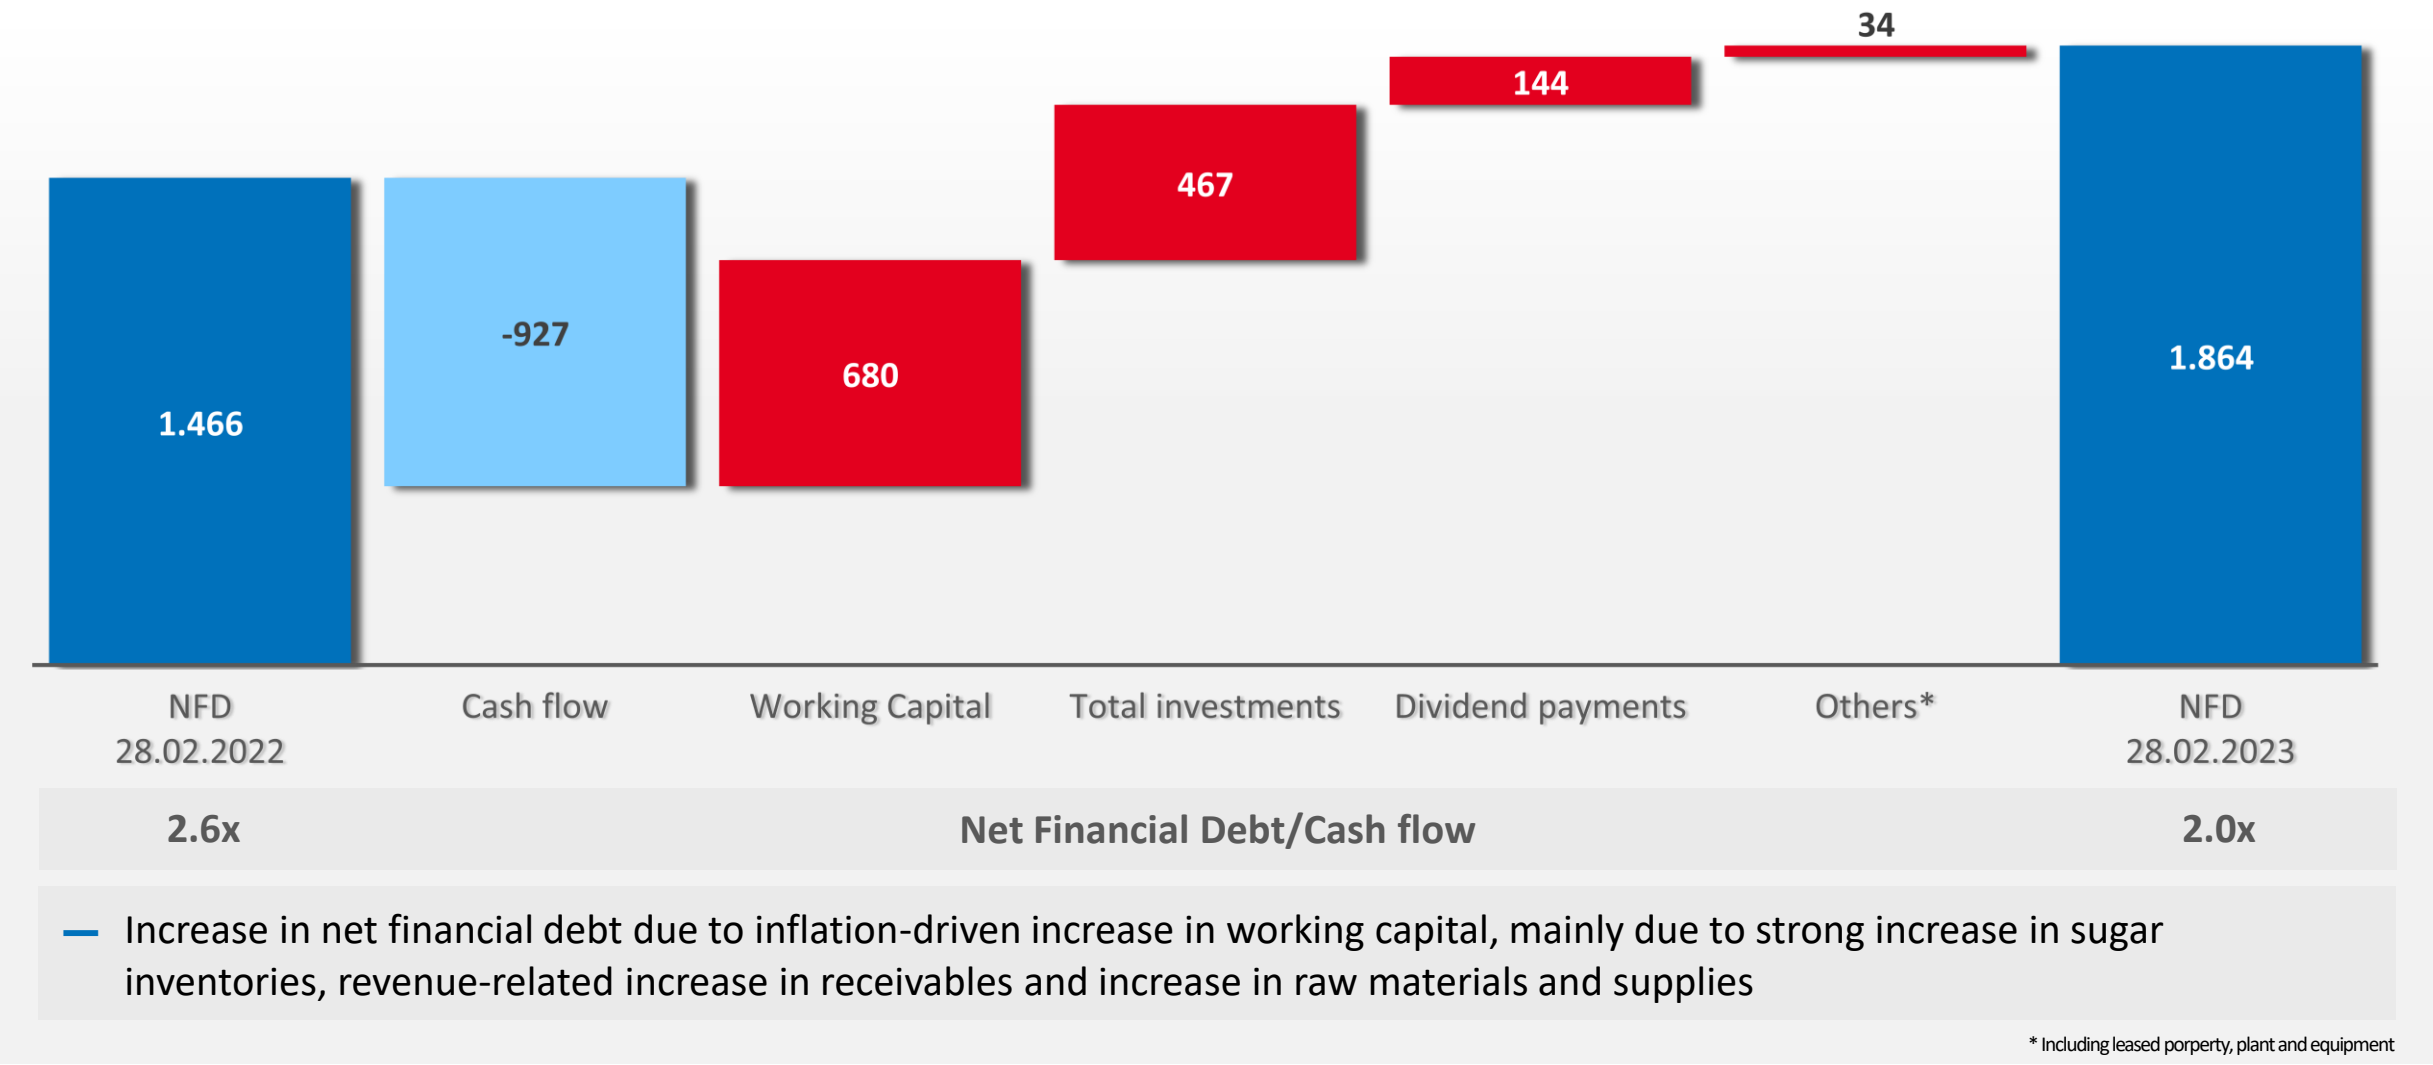 34
144
467
-927
680
1.466
1.864
NFD
28.02.2022
Cash flow
Working Capital
Total investments
Dividend payments
Others*
NFD
28.02.2023
2.6x
Net Financial Debt/Cash flow
2.0x
Increase in net financial debt due to inflation-driven increase in working capital, mainly due to strong increase in sugar
inventories, revenue-related increase in receivables and increase in raw materials and supplies
* Including leased porperty, plant and equipment